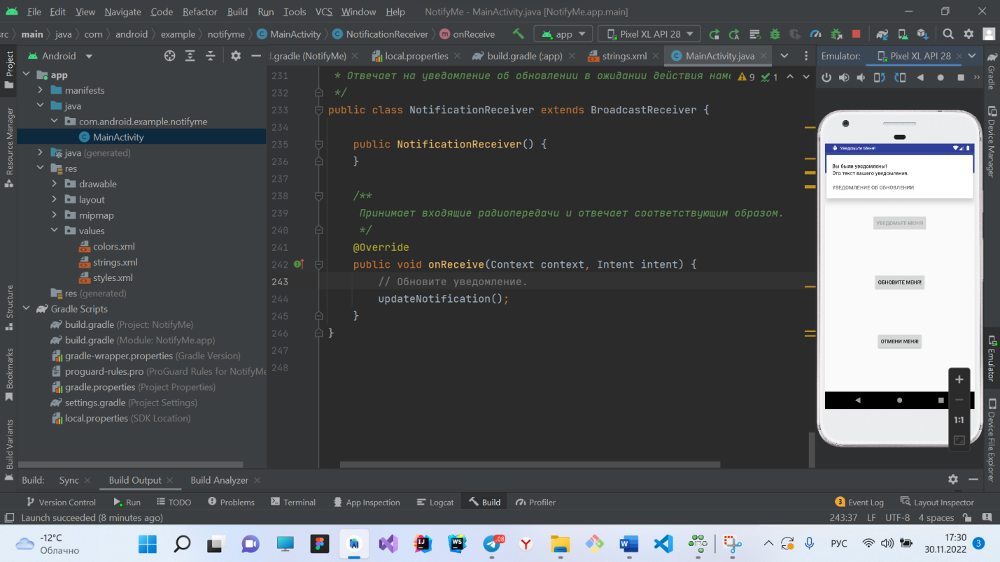 File Edit View Navigate Code Refactor Build Run Tools VCS Window Help NotifyMe - MainActivity.java [NotifyMe.app.main]
src main java com android example notifyme MainActivity NotificationReceiver onReceive app Pixel XL API 28
Project
Resource Manager
Structure
Bookmarks
Build Variants
Android
app
manifests
java
com.android.example.notifyme
MainActivity
java (generated)
res
drawable
layout
mipmap
values
colors.xml
strings.xml
styles.xml
res (generated)
Gradle Scripts
build.gradle (Project: NotifyMe)
build.gradle (Module: NotifyMe.app)
gradle-wrapper.properties (Gradle Version)
proguard-rules.pro (ProGuard Rules for NotifyMe
gradle.properties (Project Properties)
settings.gradle (Project Settings)
local.properties (SDK Location)
d.gradle (NotifyMe) local.properties build.gradle (:app) strings.xml MainActivity.java
9 1
231 * Отвечает на уведомление об обновлении в ожидании действия нам
232 */
233 public class NotificationReceiver extends BroadcastReceiver {
234
235 public NotificationReceiver() {
236 }
237
238 /**
239 Принимает входящие радиопередачи и отвечает соответствующим образом.
240 */
241 @Override
242 public void onReceive(Context context, Intent intent) {
243 // Обновите уведомление.
244 updateNotification();
245 }
246 }
247
248
Emulator: Pixel XL API 28
Уведомьте Меня!
Вы были уведомлены!
Это текст вашего уведомления.
УВЕДОМЛЕНИЕ ОБ ОБНОВЛЕНИИ
УВЕДОМЬТЕ МЕНЯ!
ОБНОВИТЕ МЕНЯ!
ОТМЕНИ МЕНЯ!
1:1
Gradle
Device Manager
Emulator
Device File Explorer
Build: Sync Build Output Build Analyzer
Version Control Run TODO Problems Terminal App Inspection Logcat Build Profiler 3 Event Log Layout Inspector
Launch succeeded (8 minutes ago) 243:37 LF UTF-8 4 spaces
-12°C
Облачно
РУС
17:30
30.11.2022
3